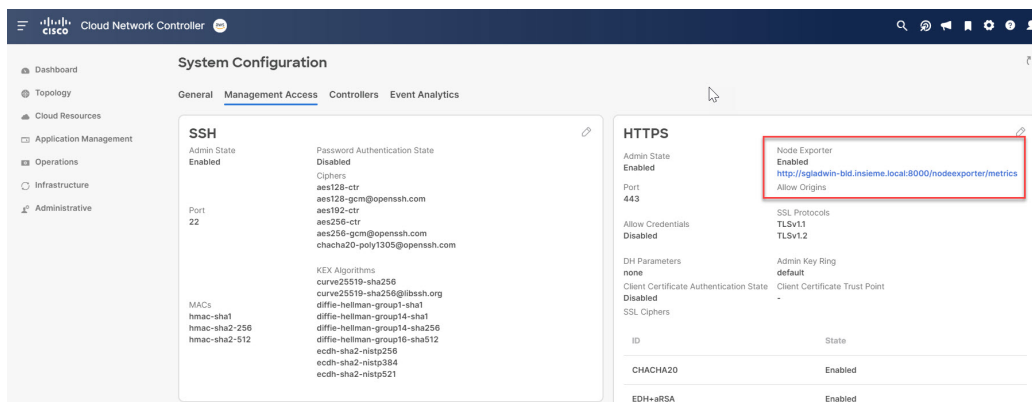 CISCO Cloud Network Controller aws
Dashboard
Topology
Cloud Resources
Application Management
Operations
Infrastructure
Administrative
System Configuration
General Management Access Controllers Event Analytics
SSH
Admin State
Enabled
Password Authentication State
Disabled
Ciphers
aes128-ctr
aes128-gcm@openssh.com
aes192-ctr
aes256-ctr
aes256-gcm@openssh.com
chacha20-poly1305@openssh.com
Port
22
KEX Algorithms
curve25519-sha256
curve25519-sha256@libssh.org
diffie-hellman-group1-sha1
diffie-hellman-group14-sha1
diffie-hellman-group14-sha256
diffie-hellman-group16-sha512
ecdh-sha2-nistp256
ecdh-sha2-nistp384
ecdh-sha2-nistp521
MACs
hmac-sha1
hmac-sha2-256
hmac-sha2-512
HTTPS
Admin State
Enabled
Node Exporter
Enabled
http://sgladwin-bld.insieme.local:8000/nodeexporter/metrics
Port
443
Allow Origins
Allow Credentials
Disabled
SSL Protocols
TLSv1.1
TLSv1.2
DH Parameters
none
Admin Key Ring
default
Client Certificate Authentication State
Disabled
Client Certificate Trust Point
-
SSL Ciphers
ID State
CHACHA20 Enabled
EDH+aRSA Enabled